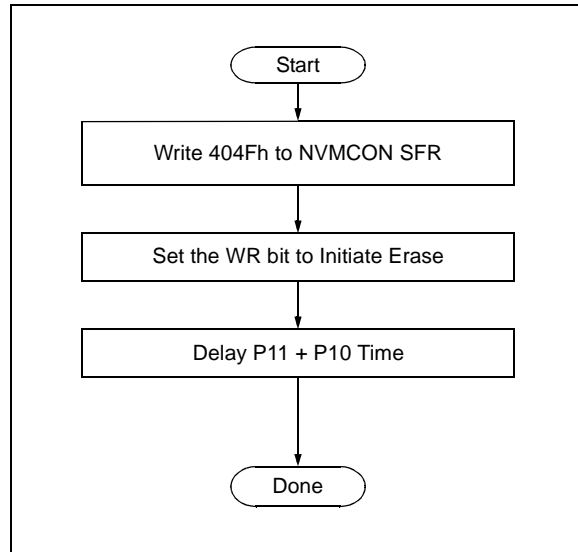 Start
Write 404Fh to NVMCON SFR
Set the WR bit to Initiate Erase
Delay P11 + P10 Time
Done